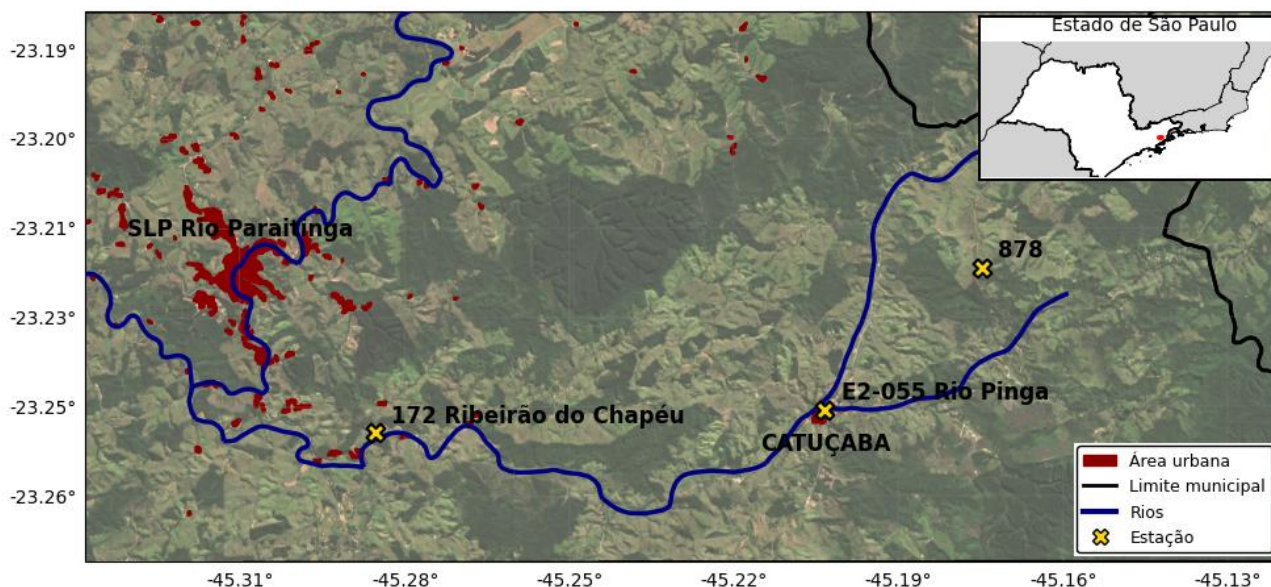 Estado de São Paulo
-23.19°
-23.20°
-23.21°
-23.23°
-23.25°
-23.26°
SLP Rio Paraitinga
878
E2-055 Rio Pinga
172 Ribeirão do Chapéu
CATUÇABA
Área urbana
Limite municipal
Rios
Estação
-45.31°
-45.28°
-45.25°
-45.22°
-45.19°
-45.16°
-45.13°